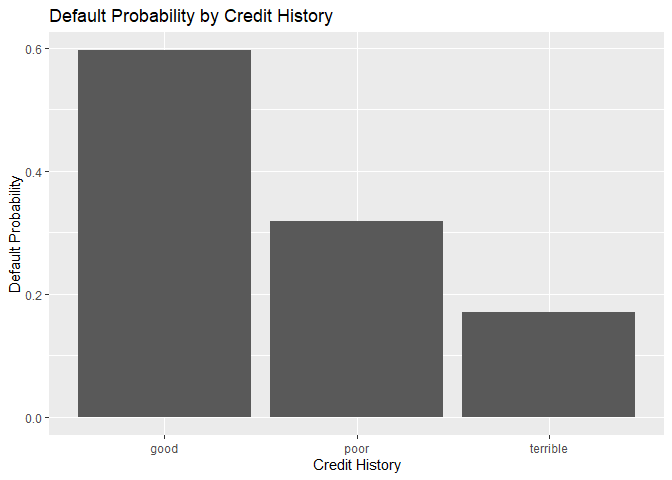 Default Probability by Credit History
Default Probability
0.6
0.4
0.2
0.0
good poor terrible
Credit History